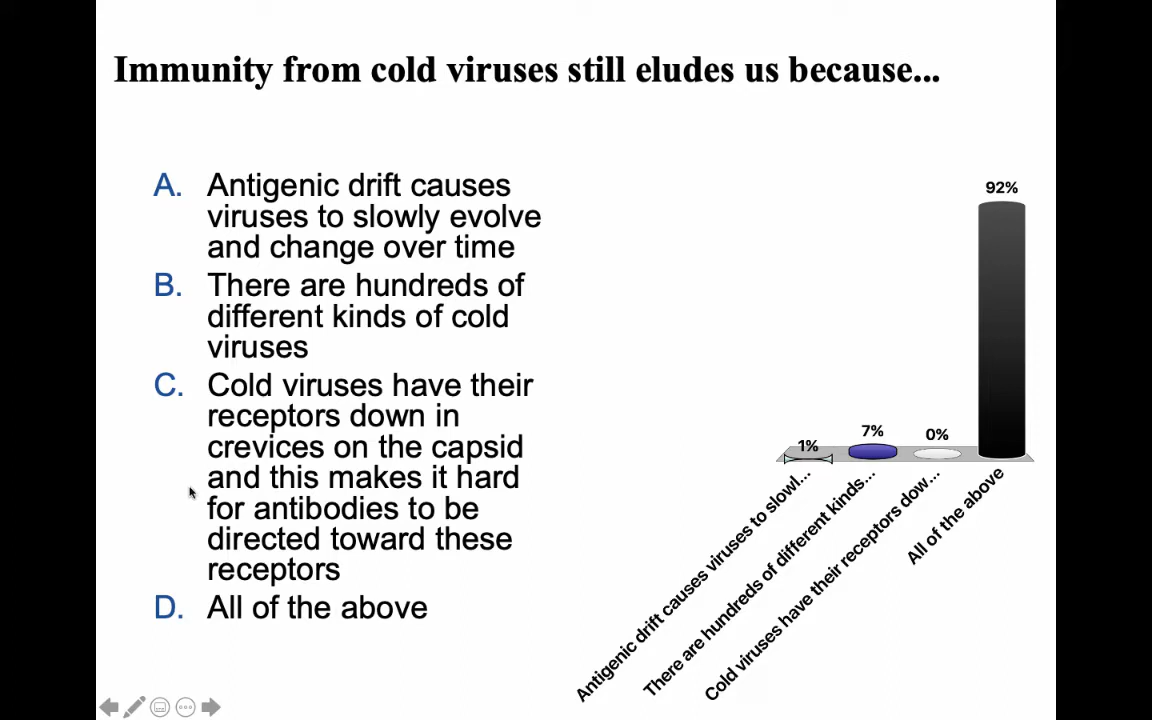 Immunity from cold viruses still eludes us because...
A. Antigenic drift causes
viruses to slowly evolve
and change over time
B. There are hundreds of
different kinds of cold
viruses
C. Cold viruses have their
receptors down in
crevices on the capsid
and this makes it hard
for antibodies to be
directed toward these
receptors
D. All of the above
1%
7%
0%
92%
Antigenic drift causes viruses to slowl...
There are hundreds of different kinds...
Cold viruses have their receptors dow...
All of the above